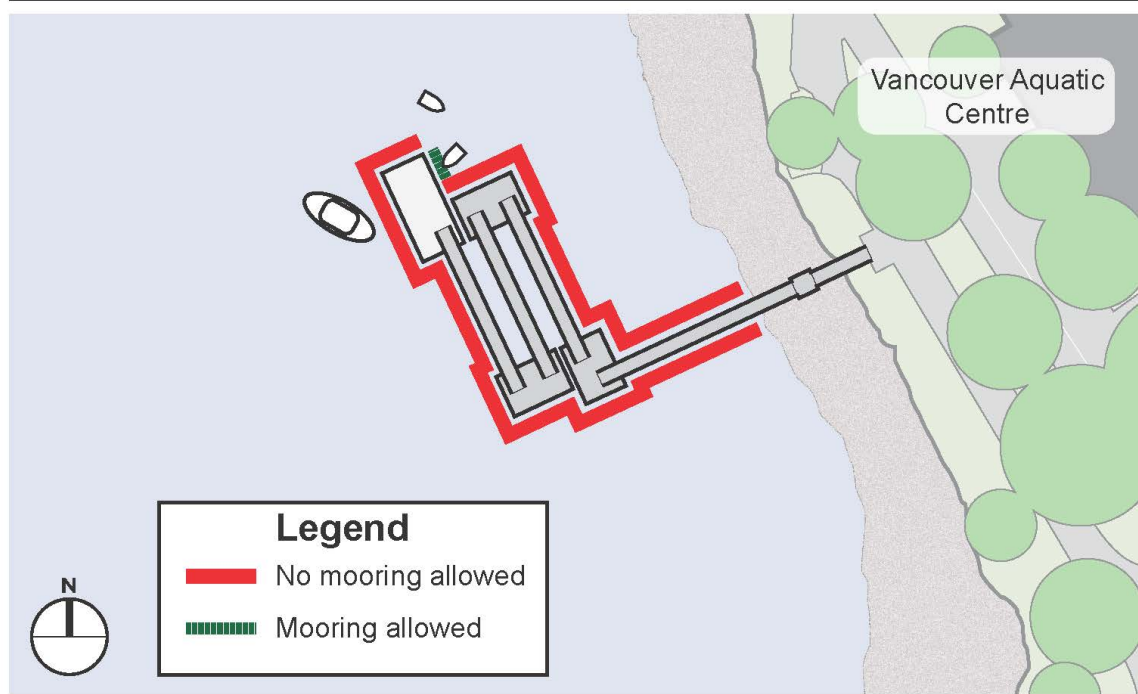 Vancouver Aquatic
Centre
Legend
No mooring allowed
Mooring allowed
N